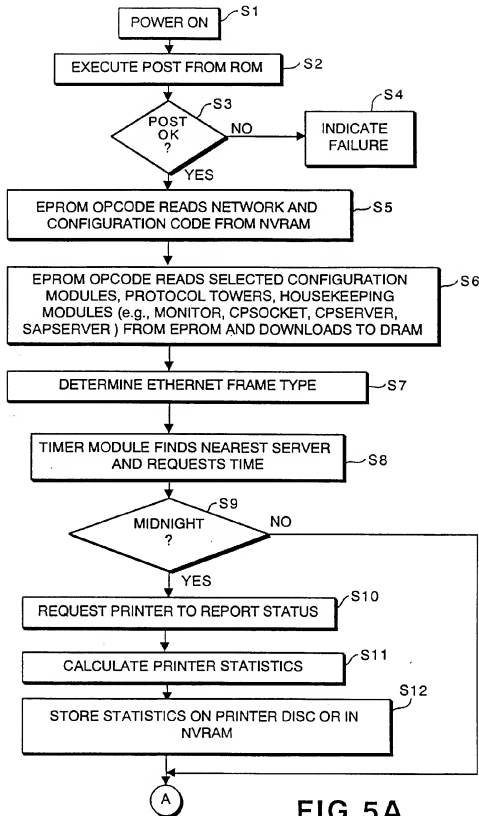 POWER ON
S1
EXECUTE POST FROM ROM
S2
POST
OK
?
S3
NO
INDICATE
FAILURE
S4
YES
EPROM OPCODE READS NETWORK AND
CONFIGURATION CODE FROM NVRAM
S5
EPROM OPCODE READS SELECTED CONFIGURATION
MODULES, PROTOCOL TOWERS, HOUSEKEEPING
MODULES (e.g., MONITOR, CPSOCKET, CPSERVER,
SAPSERVER ) FROM EPROM AND DOWNLOADS TO DRAM
S6
DETERMINE ETHERNET FRAME TYPE
S7
TIMER MODULE FINDS NEAREST SERVER
AND REQUESTS TIME
S8
MIDNIGHT
?
S9
NO
YES
REQUEST PRINTER TO REPORT STATUS
S10
CALCULATE PRINTER STATISTICS
S11
STORE STATISTICS ON PRINTER DISC OR IN
NVRAM
S12
A
FIG 5A